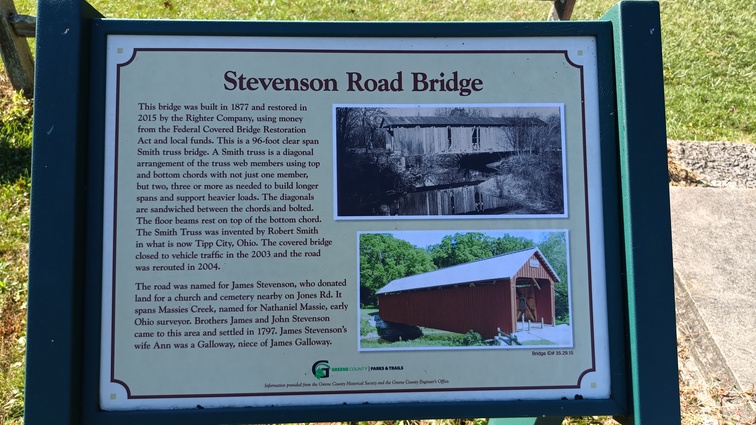 Stevenson Road Bridge
This bridge was built in 1877 and restored in
2015 by the Righter Company, using money
from the Federal Covered Bridge Restoration
Act and local funds. This is a 96-foot clear span
Smith truss bridge. A Smith truss is a diagonal
arrangement of the truss web members using top
and bottom chords with not just one member,
but two, three or more as needed to build longer
spans and support heavier loads. The diagonals
are sandwiched between the chords and bolted.
The floor beams rest on top of the bottom chord.
The Smith Truss was invented by Robert Smith
in what is now Tipp City, Ohio. The covered bridge
closed to vehicle traffic in the 2003 and the road
was rerouted in 2004.
The road was named for James Stevenson, who donated
land for a church and cemetery nearby on Jones Rd. It
spans Massies Creek, named for Nathaniel Massie, early
Ohio surveyor. Brothers James and John Stevenson
came to this area and settled in 1797. James Stevenson's
wife Ann was a Galloway, niece of James Galloway.
Bridge ID# 35 29 15
GREENE COUNTY | PARKS & TRAILS
Information provided from the Greene County Historical Society and the Greene County Engineer's Office.